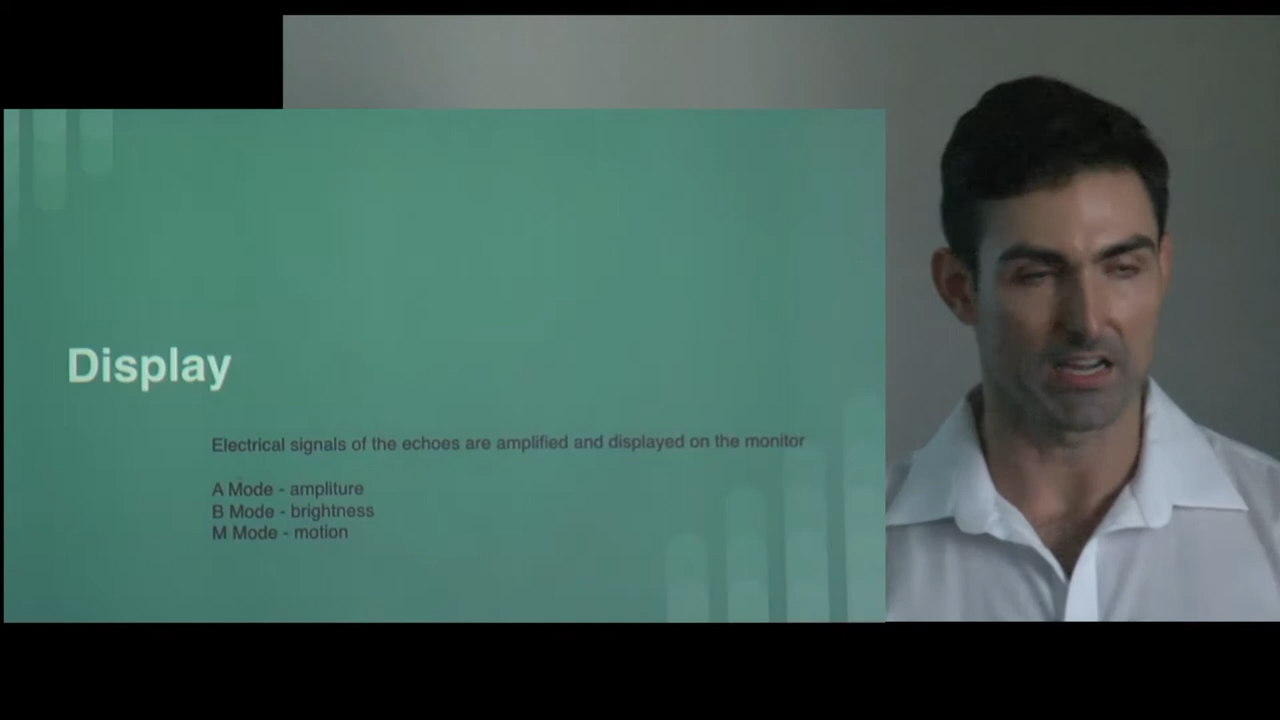 Display
Electrical signals of the echoes are amplified and displayed on the monitor
A Mode - ampliture
B Mode - brightness
M Mode - motion